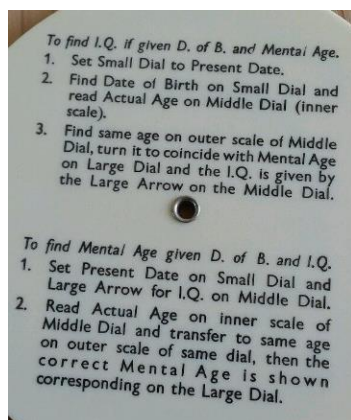 To find I.Q. if given D. of B. and Mental Age.
1. Set Small Dial to Present Date.
2. Find Date of Birth on Small Dial and
read Actual Age on Middle Dial (inner
scale).
3. Find same age on outer scale of Middle
Dial, turn it to coincide with Mental Age
on Large Dial and the I.Q. is given by
the Large Arrow on the Middle Dial.
To find Mental Age given D. of B. and I.Q.
1. Set Present Date on Small Dial and
Large Arrow for I.Q. on Middle Dial.
2. Read Actual Age on inner scale of
Middle Dial and transfer to same age
on outer scale of same dial, then the
correct Mental Age is shown
corresponding on the Large Dial.